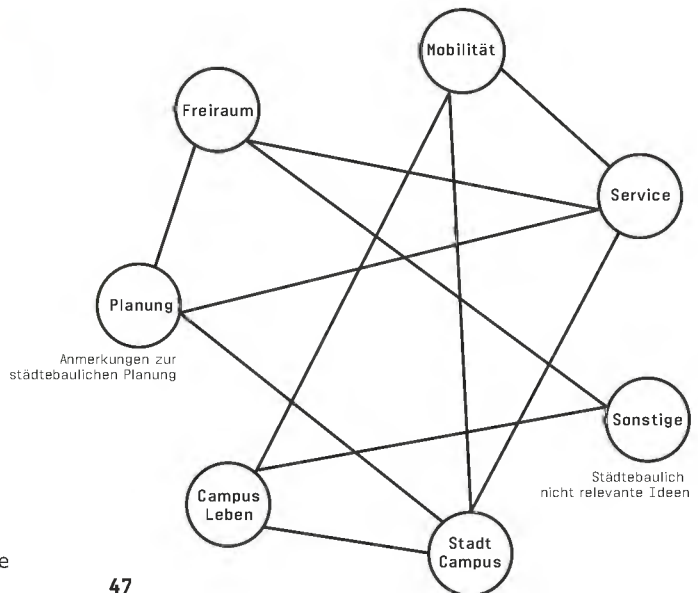 Mobilität
Freiraum
Service
Planung
Anmerkungen zur
städtebaulichen Planung
Sonstige
Städtebaulich
nicht relevante Ideen
Campus
Leben
Stadt
Campus
e
47